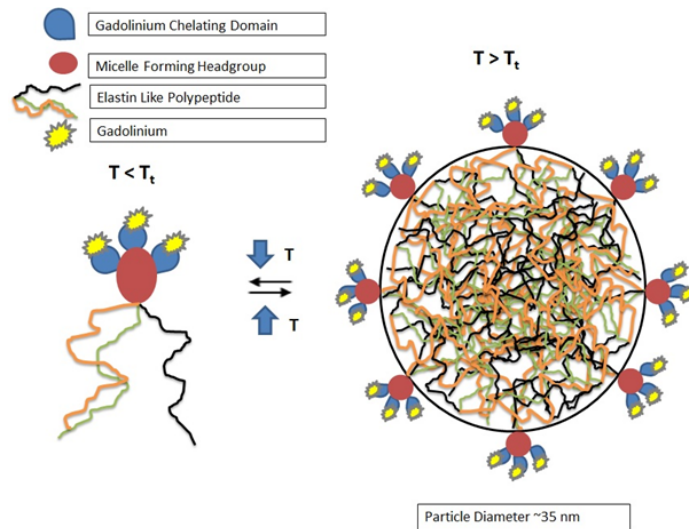 Gadolinium Chelating Domain
Micelle Forming Headgroup
Elastin Like Polypeptide
Gadolinium
T < Tt
T > Tt
T
T
Particle Diameter ~35 nm